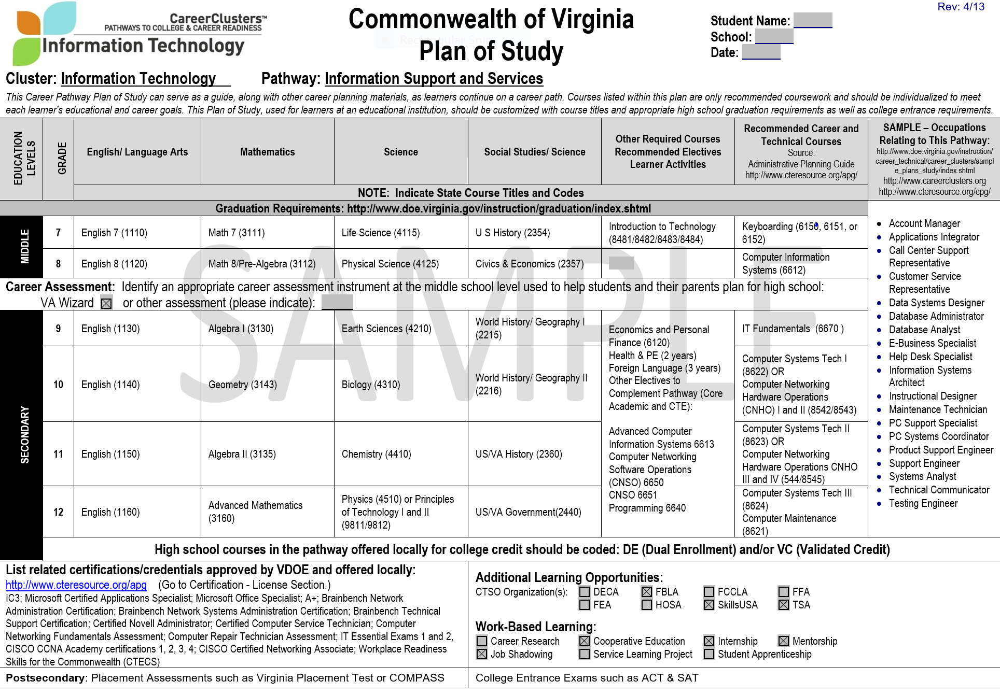 Rev: 4/13
CareerClusters™
PATHWAYS TO COLLEGE & CAREER READINESS
Information Technology
Commonwealth of Virginia
Plan of Study
Rectangular Snip
Student Name:
School:
Date:
Cluster: Information Technology Pathway: Information Support and Services
This Career Pathway Plan of Study can serve as a guide, along with other career planning materials, as learners continue on a career path. Courses listed within this plan are only recommended coursework and should be individualized to meet
each learner's educational and career goals. This Plan of Study, used for learners at an educational institution, should be customized with course titles and appropriate high school graduation requirements as well as college entrance requirements.
EDUCATION
LEVELS
GRADE
English/ Language Arts
Mathematics
Science
Social Studies/ Science
Other Required Courses
Recommended Electives
Learner Activities
Recommended Career and
Technical Courses
Source:
Administrative Planning Guide
http://www.cteresource.org/apg/
SAMPLE – Occupations
Relating to This Pathway:
http://www.doe.virginia.gov/instruction/
career_technical/career_clusters/sampl
e_plans_study/index.shtml
http://www.careerclusters.org
http://www.cteresource.org/cpg/
NOTE: Indicate State Course Titles and Codes
Graduation Requirements: http://www.doe.virginia.gov/instruction/graduation/index.shtml
SAMPLE
MIDDLE
7
English 7 (1110)
Math 7 (3111)
Life Science (4115)
U S History (2354)
Introduction to Technology
(8481/8482/8483/8484)
Keyboarding (6150, 6151, or
6152)
8
English 8 (1120)
Math 8/Pre-Algebra (3112)
Physical Science (4125)
Civics & Economics (2357)
Computer Information
Systems (6612)
Career Assessment: Identify an appropriate career assessment instrument at the middle school level used to help students and their parents plan for high school:
VA Wizard ☒ or other assessment (please indicate):
SECONDARY
9
English (1130)
Algebra I (3130)
Earth Sciences (4210)
World History/ Geography I
(2215)
Economics and Personal
Finance (6120)
Health & PE (2 years)
Foreign Language (3 years)
Other Electives to
Complement Pathway (Core
Academic and CTE):
Advanced Computer
Information Systems 6613
Computer Networking
Software Operations
(CNSO) 6650
CNSO 6651
Programming 6640
IT Fundamentals (6670 )
10
English (1140)
Geometry (3143)
Biology (4310)
World History/ Geography II
(2216)
Computer Systems Tech I
(8622) OR
Computer Networking
Hardware Operations
(CNHO) I and II (8542/8543)
11
English (1150)
Algebra II (3135)
Chemistry (4410)
US/VA History (2360)
Computer Systems Tech II
(8623) OR
Computer Networking
Hardware Operations CNHO
III and IV (544/8545)
12
English (1160)
Advanced Mathematics
(3160)
Physics (4510) or Principles
of Technology I and II
(9811/9812)
US/VA Government(2440)
Computer Systems Tech III
(8624)
Computer Maintenance
(8621)
• Account Manager
• Applications Integrator
• Call Center Support
Representative
• Customer Service
Representative
• Data Systems Designer
• Database Administrator
• Database Analyst
• E-Business Specialist
• Help Desk Specialist
• Information Systems
Architect
• Instructional Designer
• Maintenance Technician
• PC Support Specialist
• PC Systems Coordinator
• Product Support Engineer
• Support Engineer
• Systems Analyst
• Technical Communicator
• Testing Engineer
High school courses in the pathway offered locally for college credit should be coded: DE (Dual Enrollment) and/or VC (Validated Credit)
List related certifications/credentials approved by VDOE and offered locally:
http://www.cteresource.org/apg (Go to Certification - License Section.)
IC3; Microsoft Certified Applications Specialist; Microsoft Office Specialist; A+; Brainbench Network
Administration Certification; Brainbench Network Systems Administration Certification; Brainbench Technical
Support Certification; Certified Novell Administrator; Certified Computer Service Technician; Computer
Networking Fundamentals Assessment; Computer Repair Technician Assessment; IT Essential Exams 1 and 2,
CISCO CCNA Academy certifications 1, 2, 3, 4; CISCO Certified Networking Associate; Workplace Readiness
Skills for the Commonwealth (CTECS)
Additional Learning Opportunities:
CTSO Organization(s): ☐ DECA ☒ FBLA ☐ FCCLA ☐ FFA
☐ FEA ☐ HOSA ☒ SkillsUSA ☒ TSA
Work-Based Learning:
☐ Career Research ☒ Cooperative Education ☒ Internship ☒ Mentorship
☒ Job Shadowing ☐ Service Learning Project ☐ Student Apprenticeship
Postsecondary: Placement Assessments such as Virginia Placement Test or COMPASS
College Entrance Exams such as ACT & SAT